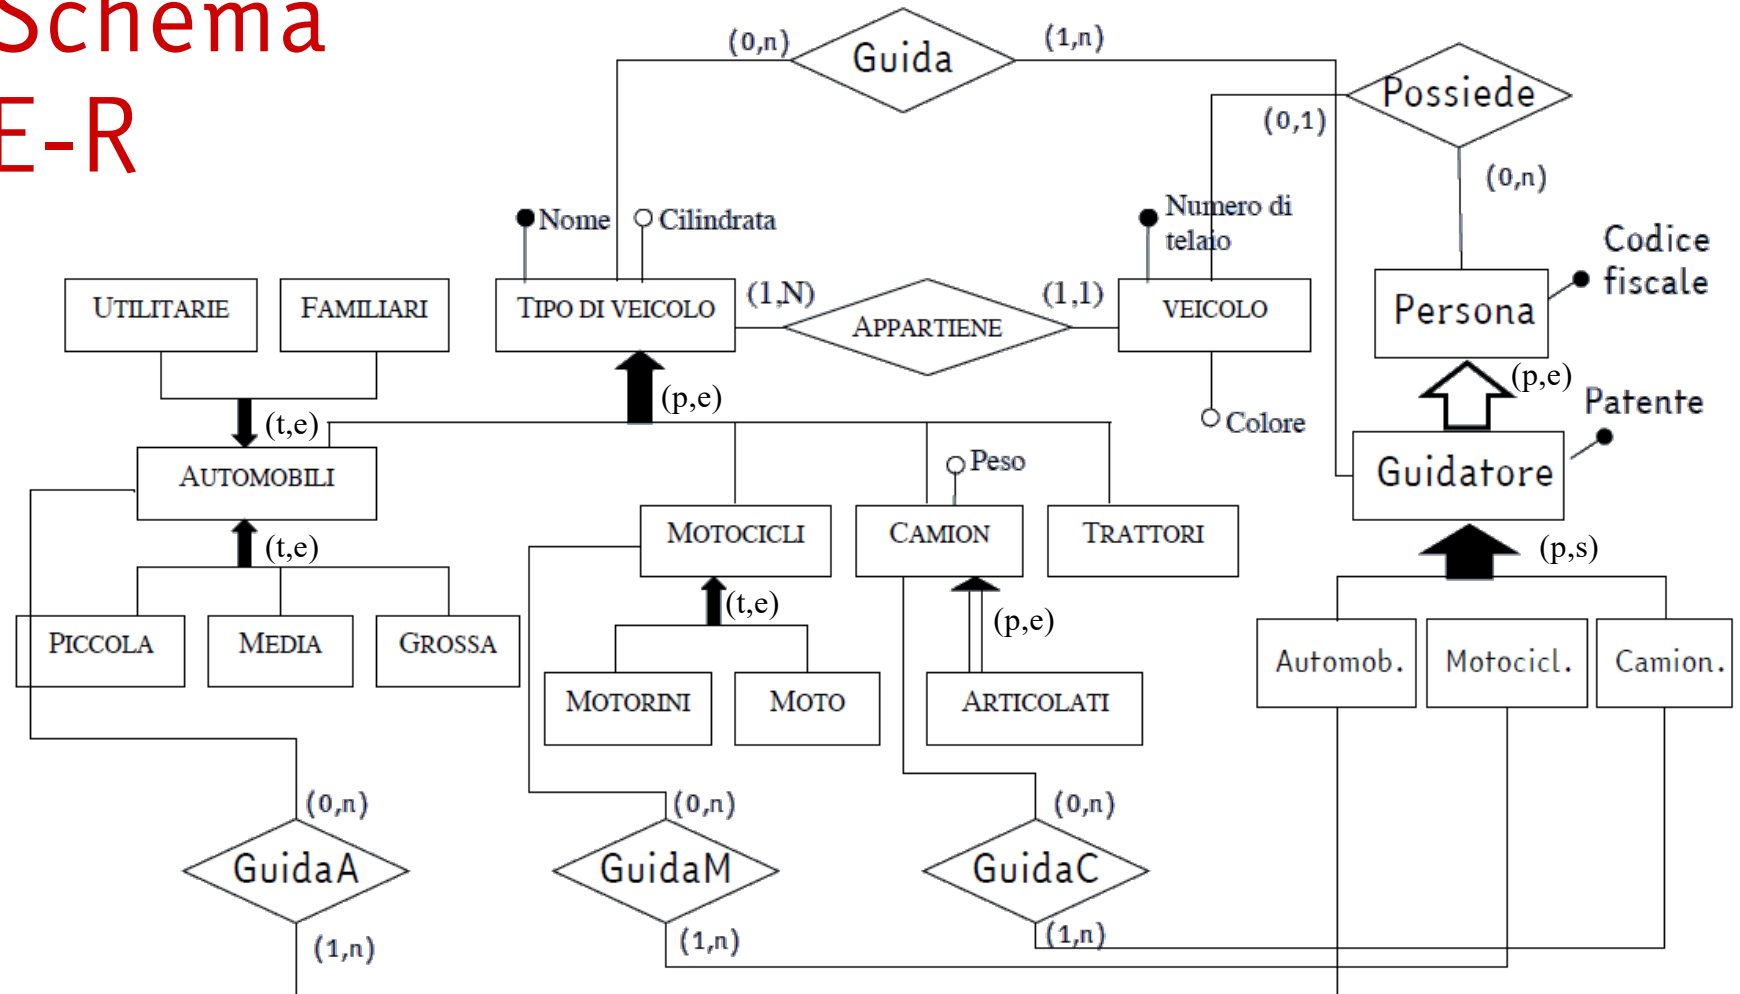 Schema
E-R
(0,n)
Guida
(1,n)
Possiede
(0,1)
(0,n)
Nome
Cilindrata
Numero di
telaio
Codice
fiscale
UTILITARIE
FAMILIARI
TIPO DI VEICOLO
(1,N)
APPARTIENE
(1,1)
VEICOLO
Persona
(p,e)
(p,e)
Patente
(t,e)
Colore
AUTOMOBILI
Peso
Guidatore
(t,e)
MOTOCICLI
CAMION
TRATTORI
(p,s)
(t,e)
(p,e)
PICCOLA
MEDIA
GROSSA
Automob.
Motocicl.
Camion.
MOTORINI
MOTO
ARTICOLATI
(0,n)
(0,n)
(0,n)
GuidaA
GuidaM
GuidaC
(1,n)
(1,n)
(1,n)